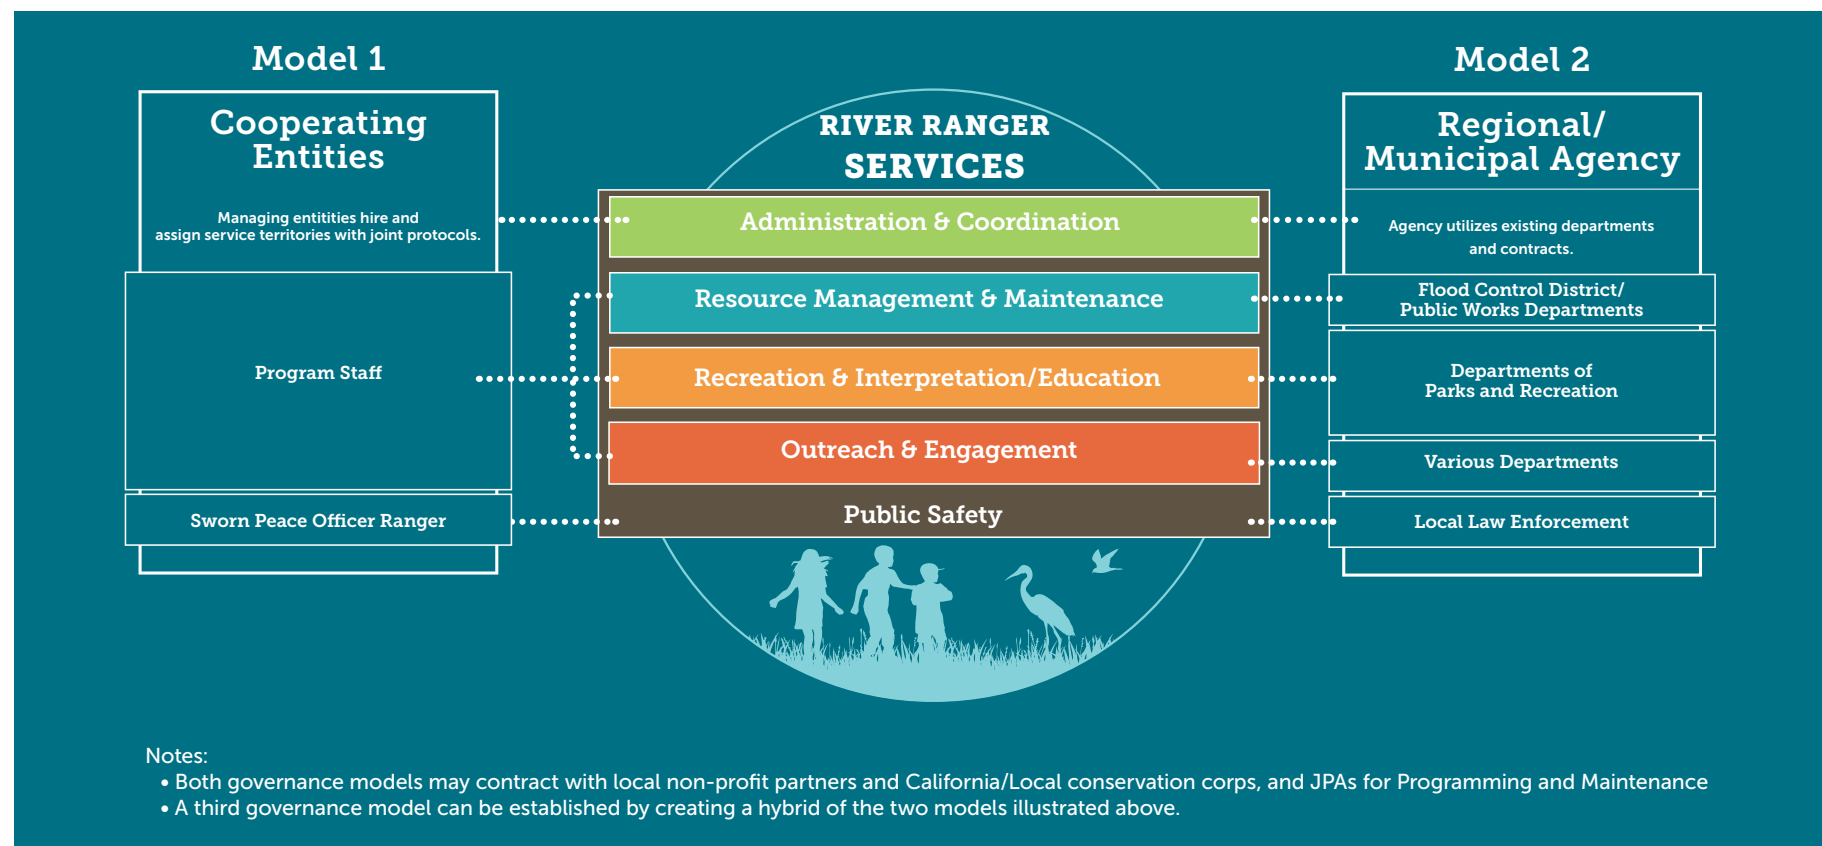 Model 1
Cooperating
Entities
Managing entitities hire and
assign service territories with joint protocols.
Program Staff
Sworn Peace Officer Ranger
RIVER RANGER
SERVICES
Administration & Coordination
Resource Management & Maintenance
Recreation & Interpretation/Education
Outreach & Engagement
Public Safety
Model 2
Regional/
Municipal Agency
Agency utilizes existing departments
and contracts.
Flood Control District/
Public Works Departments
Departments of
Parks and Recreation
Various Departments
Local Law Enforcement
Notes:
• Both governance models may contract with local non-profit partners and California/Local conservation corps, and JPAs for Programming and Maintenance
• A third governance model can be established by creating a hybrid of the two models illustrated above.